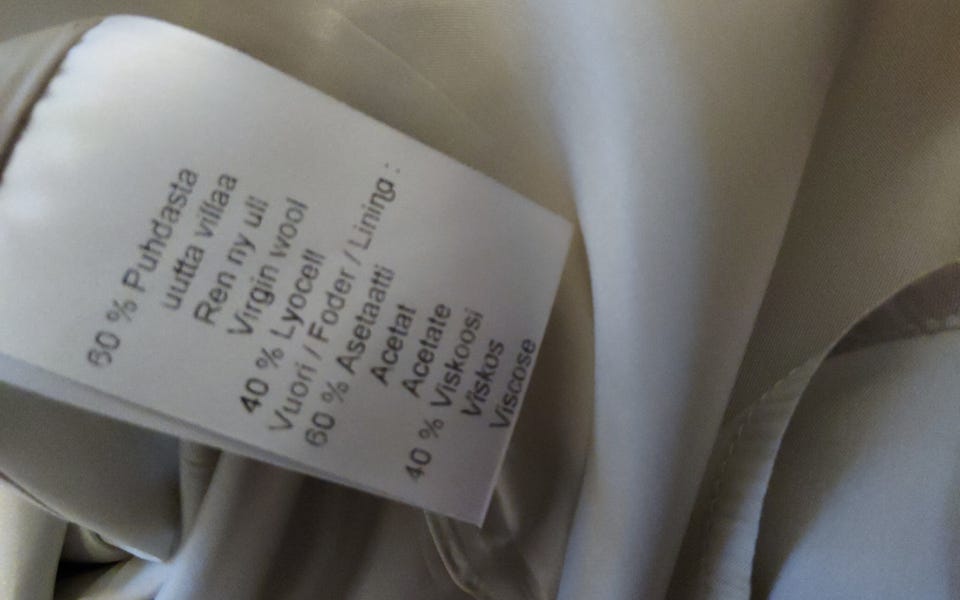 60 % Puhdasta
uutta villaa
Ren ny ull
Virgin wool
40 % Lyocell
Vuori / Foder / Lining :
60 % Asetaatti
Acetat
Acetate
40 % Viskoosi
Viskos
Viscose